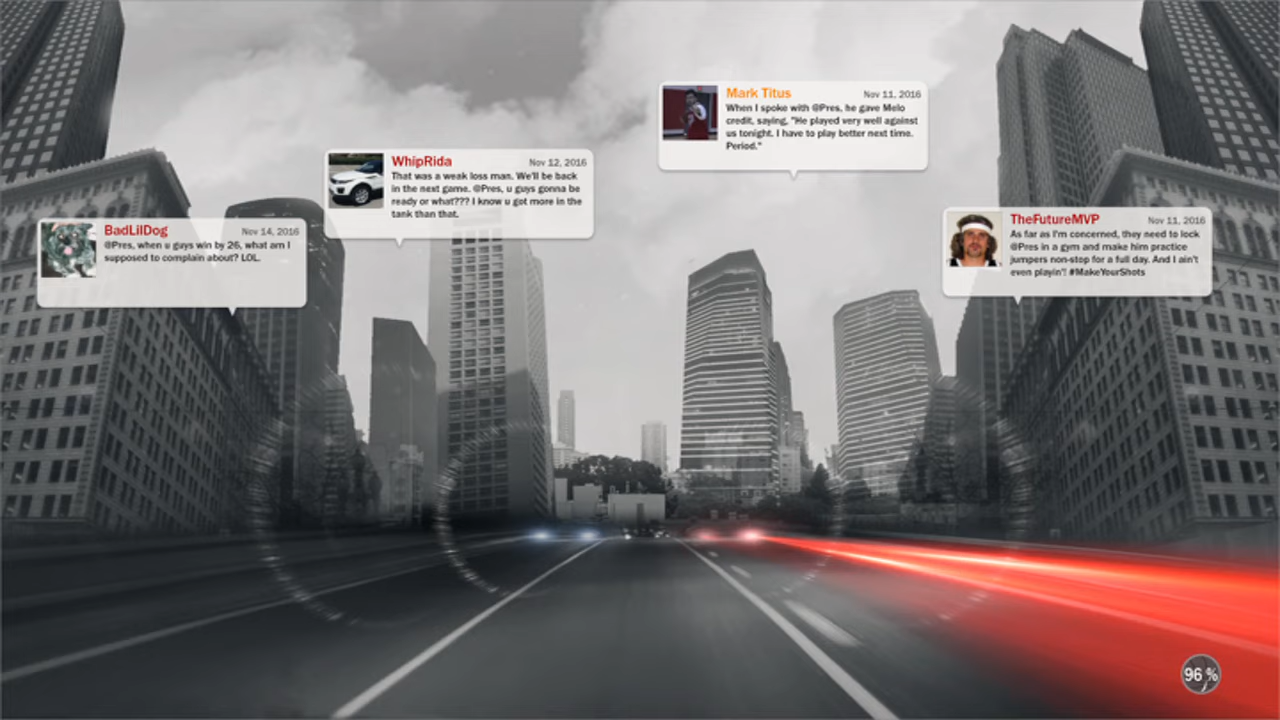 Mark Titus
Nov 11, 2016
When I spoke with @Pres, he gave Melo
credit, saying, "He played very well against
us tonight. I have to play better next time.
Period."
WhipRida
Nov 12, 2016
That was a weak loss man. We'll be back
in the next game. @Pres, u guys gonna be
ready or what??? I know u got more in the
tank than that.
TheFutureMVP
Nov 11, 2016
As far as I'm concerned, they need to lock
@Pres in a gym and make him practice
jumpers non-stop for a full day. And I ain't
even playin'! #MakeYourShots
BadLilDog
Nov 14, 2016
@Pres, when u guys win by 26, what am I
supposed to complain about? LOL.
96 %